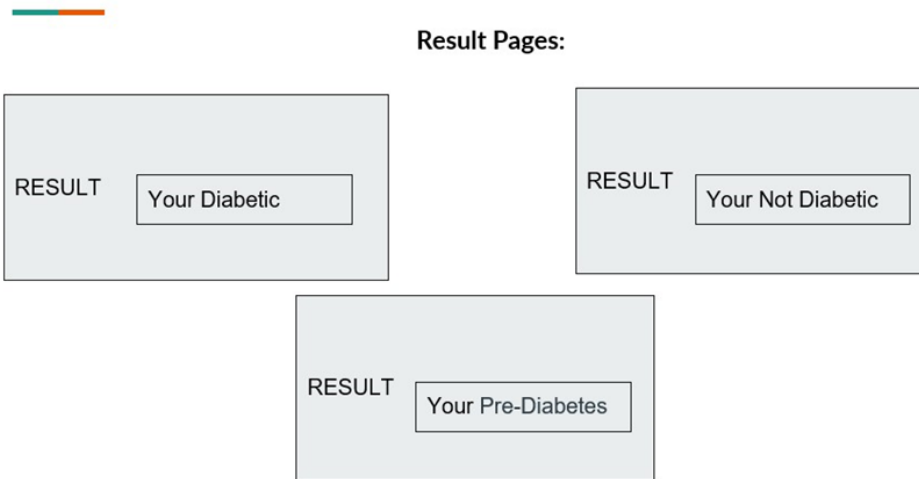 Result Pages:
RESULT
Your Diabetic
RESULT
Your Not Diabetic
RESULT
Your Pre-Diabetes